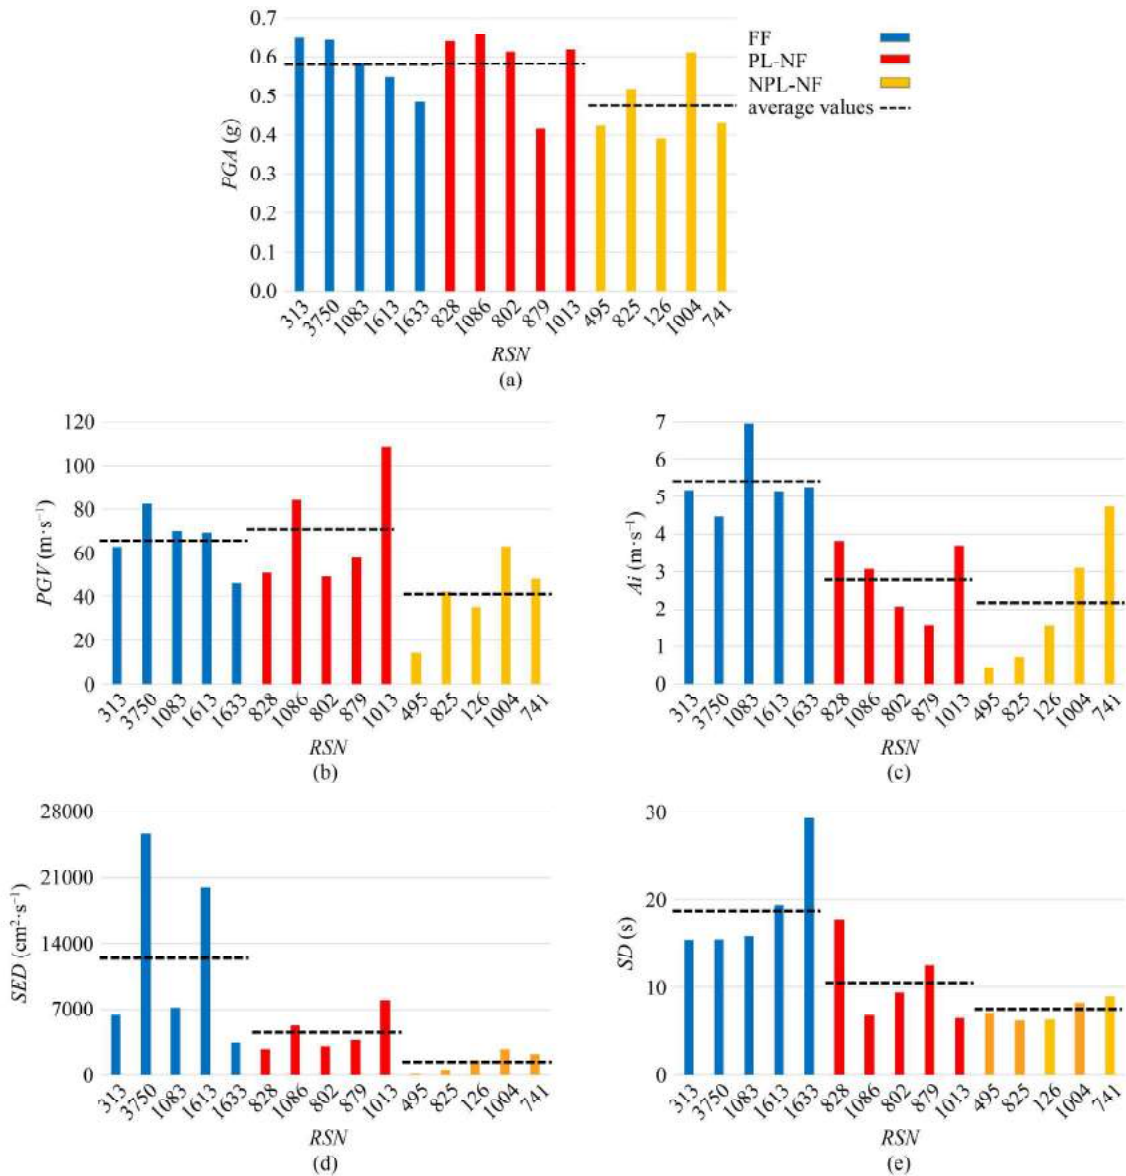 0.7
0.6
0.5
0.4
0.3
0.2
0.1
0.0
PGA (g)
313 3750 1083 1613 1633 828 1086 802 879 1013 495 825 126 1004 741
RSN
(a)
FF
PL-NF
NPL-NF
average values
120
100
80
60
40
20
0
PGV (m·s⁻¹)
313 3750 1083 1613 1633 828 1086 802 879 1013 495 825 126 1004 741
RSN
(b)
7
6
5
4
3
2
1
0
Ai (m·s⁻¹)
313 3750 1083 1613 1633 828 1086 802 879 1013 495 825 126 1004 741
RSN
(c)
28000
21000
14000
7000
0
SED (cm²·s⁻¹)
313 3750 1083 1613 1633 828 1086 802 879 1013 495 825 126 1004 741
RSN
(d)
30
20
10
0
SD (s)
313 3750 1083 1613 1633 828 1086 802 879 1013 495 825 126 1004 741
RSN
(e)